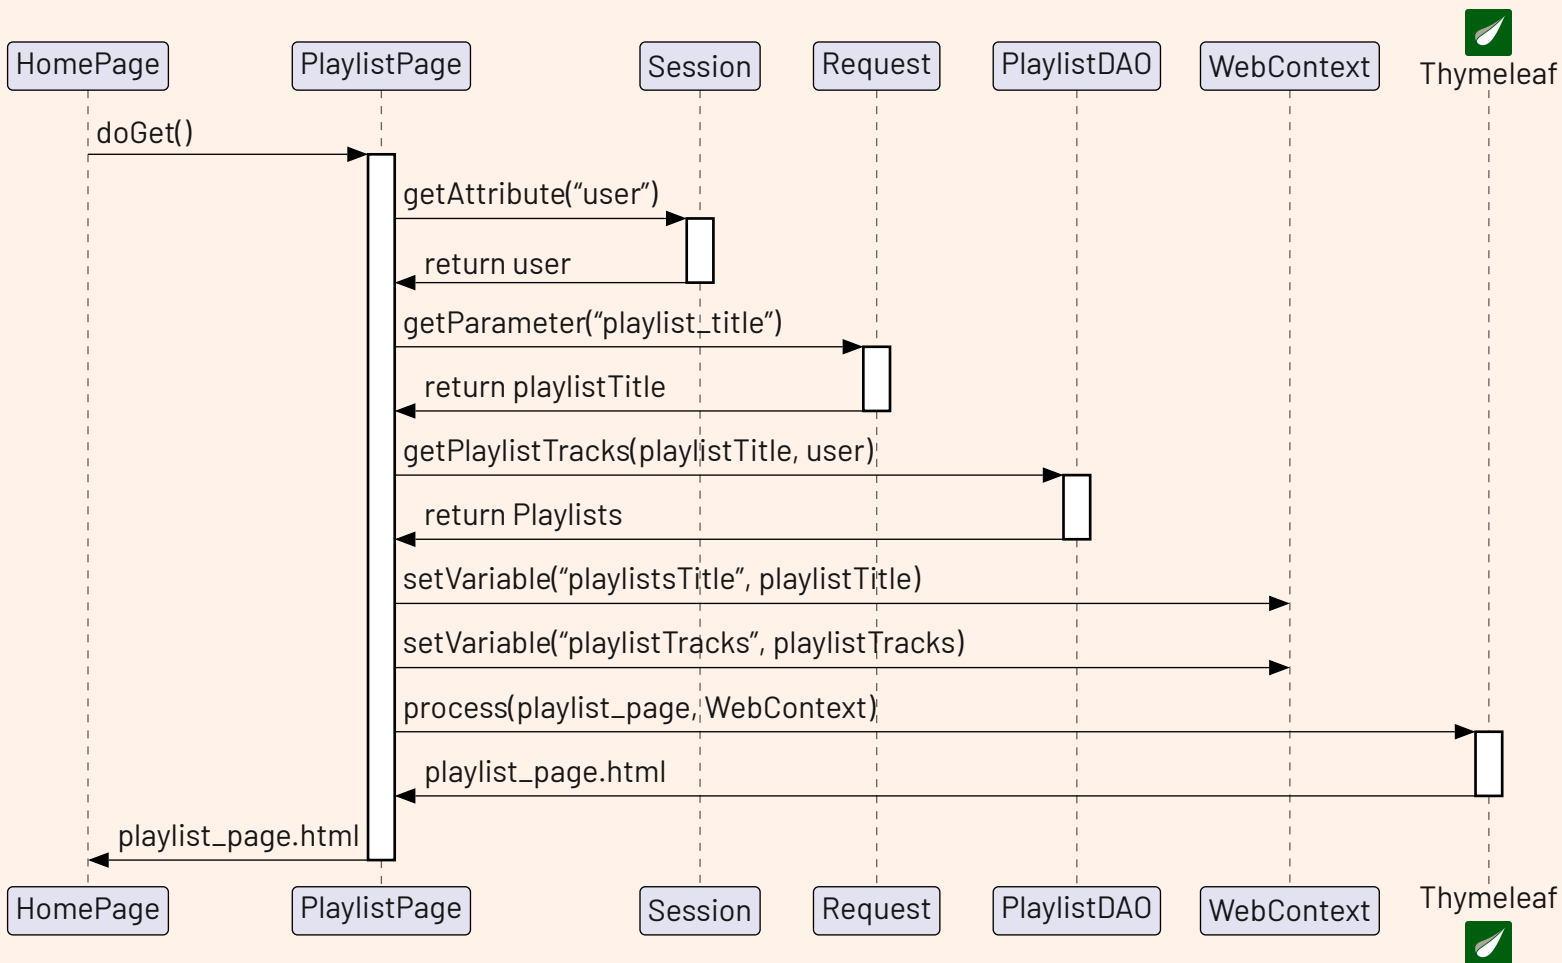 HomePage
PlaylistPage
Session
Request
PlaylistDAO
WebContext
Thymeleaf
doGet()
getAttribute(“user”)
return user
getParameter(“playlist_title”)
return playlistTitle
getPlaylistTracks(playlistTitle, user)
return Playlists
setVariable(“playlistsTitle”, playlistTitle)
setVariable(“playlistTracks”, playlistTracks)
process(playlist_page, WebContext)
playlist_page.html
playlist_page.html
HomePage
PlaylistPage
Session
Request
PlaylistDAO
WebContext
Thymeleaf